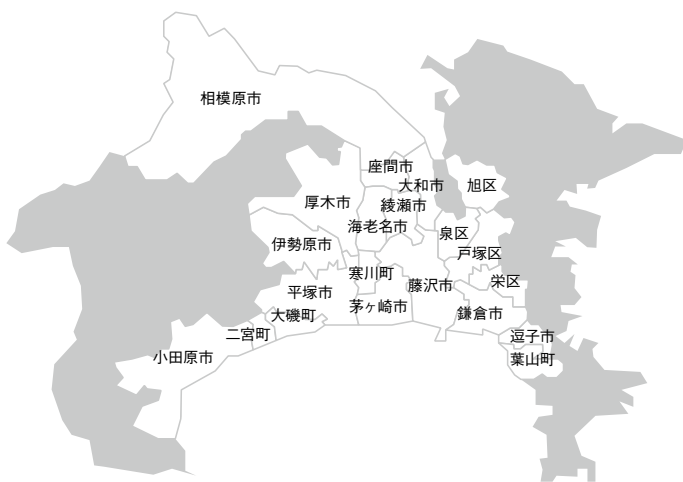 相模原市
座間市
大和市
旭区
厚木市
綾瀬市
海老名市
泉区
伊勢原市
戸塚区
寒川町
栄区
平塚市
藤沢市
茅ヶ崎市
大磯町
鎌倉市
二宮町
逗子市
小田原市
葉山町